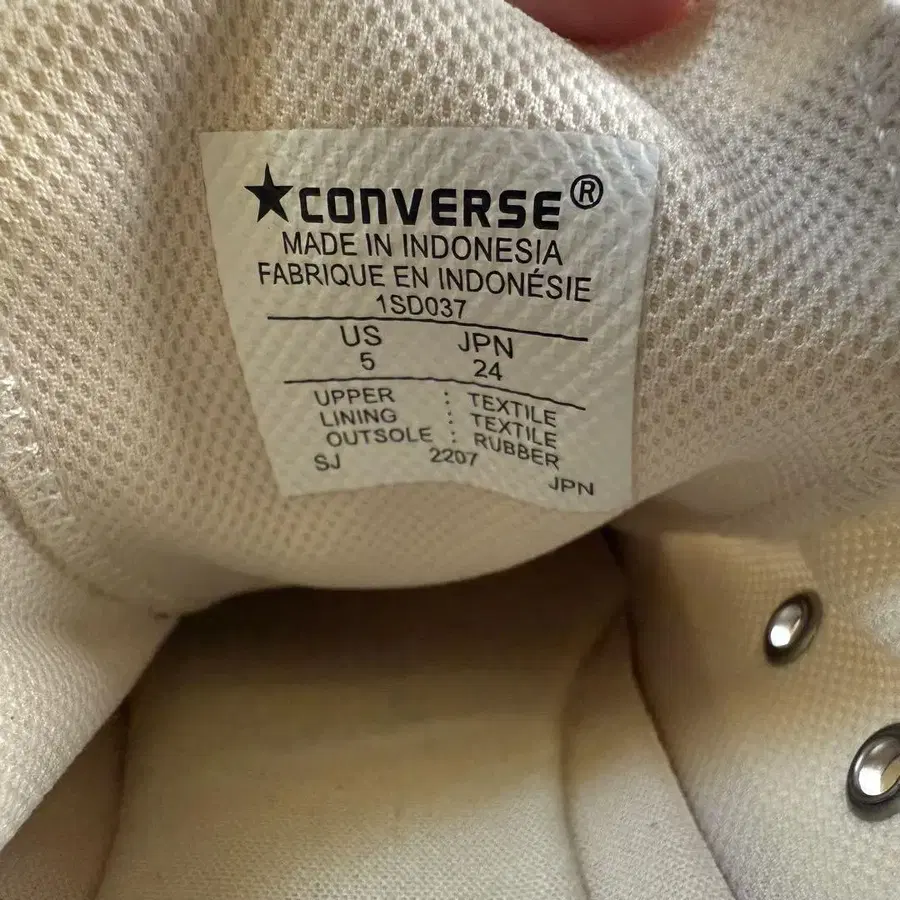 ★CONVERSE®
MADE IN INDONESIA
FABRIQUE EN INDONÉSIE
1SD037
US JPN
5 24
UPPER : TEXTILE
LINING : TEXTILE
OUTSOLE : RUBBER
SJ 2207
JPN